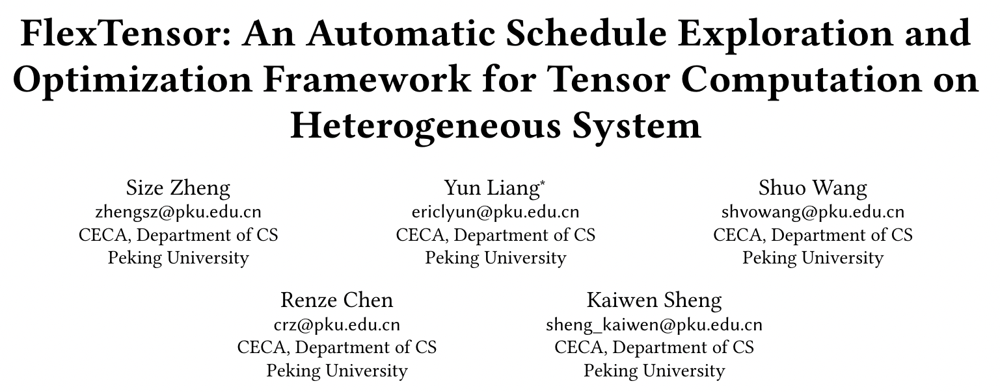 FlexTensor: An Automatic Schedule Exploration and
Optimization Framework for Tensor Computation on
Heterogeneous System
Size Zheng
zhengsz@pku.edu.cn
CECA, Department of CS
Peking University
Yun Liang*
ericlyun@pku.edu.cn
CECA, Department of CS
Peking University
Shuo Wang
shvowang@pku.edu.cn
CECA, Department of CS
Peking University
Renze Chen
crz@pku.edu.cn
CECA, Department of CS
Peking University
Kaiwen Sheng
sheng_kaiwen@pku.edu.cn
CECA, Department of CS
Peking University